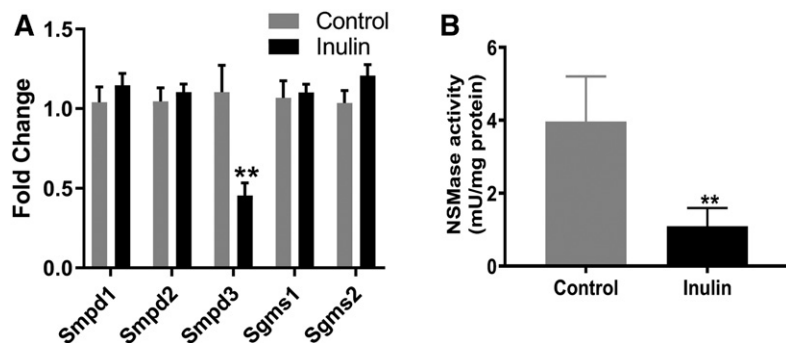 A
Control
Inulin
Fold Change
1.5
1.0
0.5
0.0
**
Smpd1
Smpd2
Smpd3
Sgms1
Sgms2
B
NSMase activity
(mU/mg protein)
6
4
2
0
**
Control
Inulin